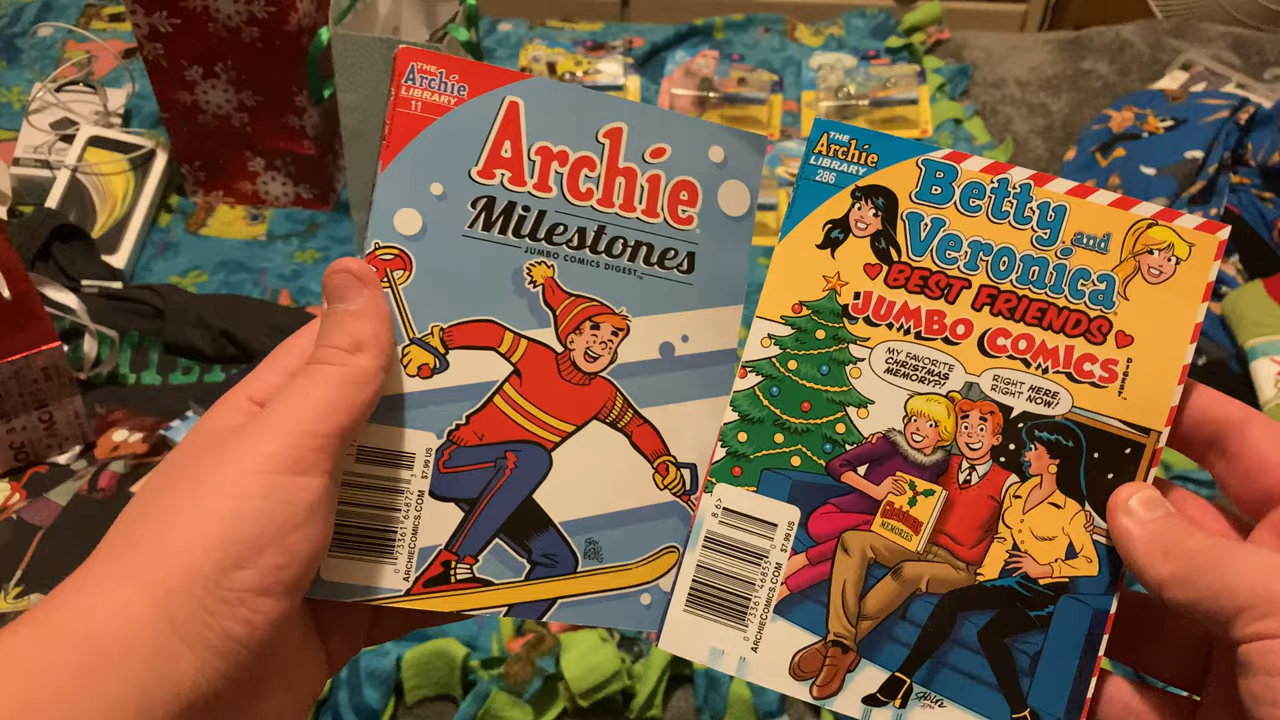 THE
Archie
LIBRARY
11
Archie
Milestones
JUMBO COMICS DIGEST™
$7.99 US
ARCHIECOMICS.COM
THE
Archie
LIBRARY
286
Betty and
Veronica
BEST FRIENDS
JUMBO COMICS
DIGEST
MY FAVORITE
CHRISTMAS
MEMORY?!
RIGHT HERE,
RIGHT NOW!
Christmas
MEMORIES
86>
$7.99 US
ARCHIECOMICS.COM